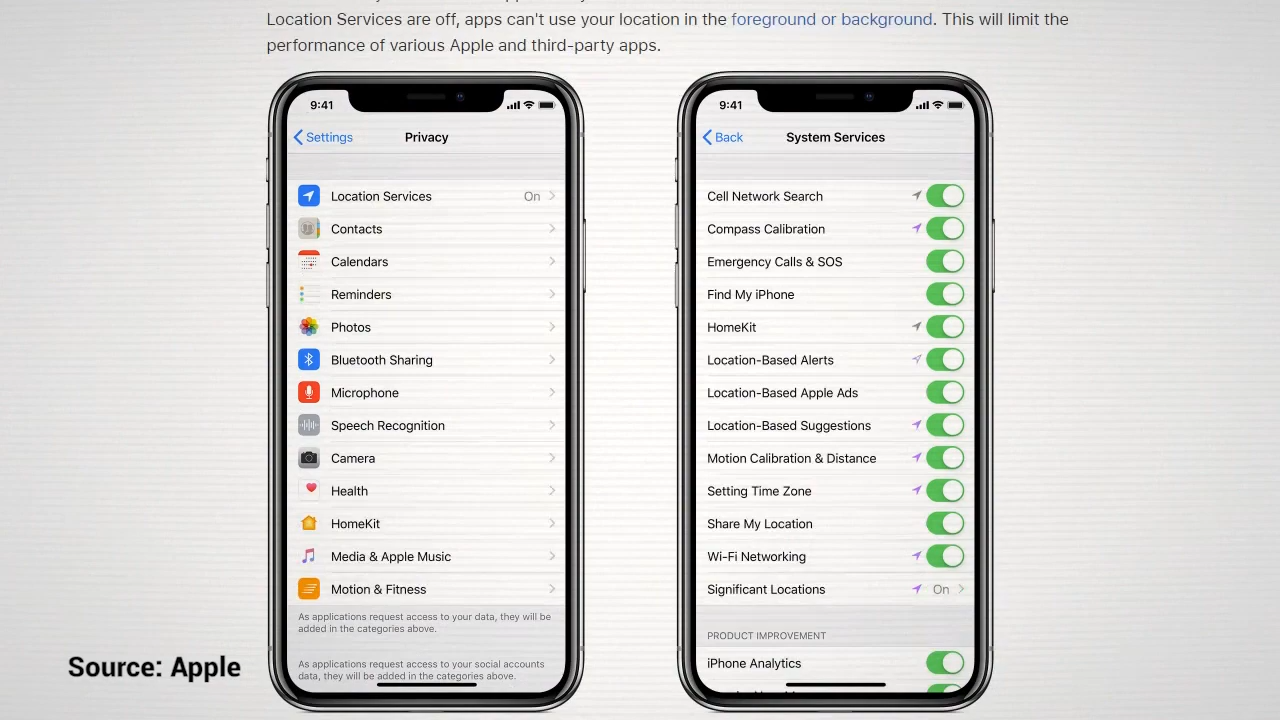 Location Services are off, apps can't use your location in the foreground or background. This will limit the
performance of various Apple and third-party apps.
9:41
Settings
Privacy
Location Services On
Contacts
Calendars
Reminders
Photos
Bluetooth Sharing
Microphone
Speech Recognition
Camera
Health
HomeKit
Media & Apple Music
Motion & Fitness
As applications request access to your data, they will be
added in the categories above.
As applications request access to your social accounts
data, they will be added in the categories above.
9:41
Back
System Services
Cell Network Search
Compass Calibration
Emergency Calls & SOS
Find My iPhone
HomeKit
Location-Based Alerts
Location-Based Apple Ads
Location-Based Suggestions
Motion Calibration & Distance
Setting Time Zone
Share My Location
Wi-Fi Networking
Significant Locations On
PRODUCT IMPROVEMENT
iPhone Analytics
Source: Apple